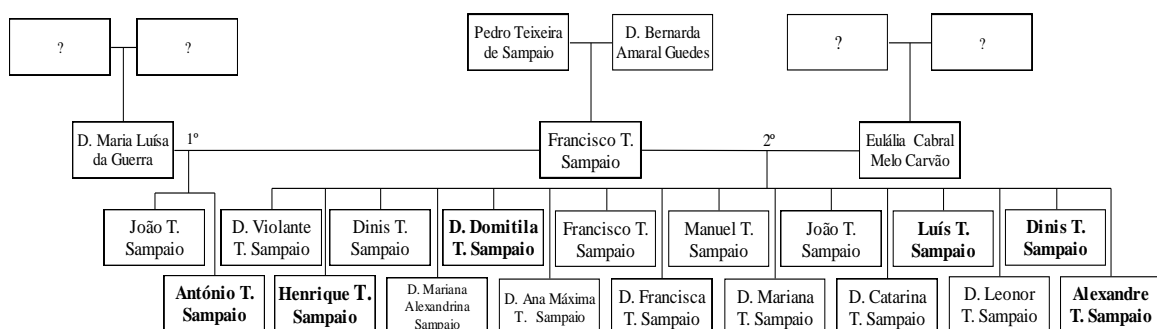 ?
?
Pedro Teixeira
de Sampaio
D. Bernarda
Amaral Guedes
?
?
D. Maria Luísa
da Guerra
1º
Francisco T.
Sampaio
2º
Eulália Cabral
Melo Carvão
João T.
Sampaio
D. Violante
T. Sampaio
Dinis T.
Sampaio
D. Domitila
T. Sampaio
Francisco T.
Sampaio
Manuel T.
Sampaio
João T.
Sampaio
Luís T.
Sampaio
Dinis T.
Sampaio
António T.
Sampaio
Henrique T.
Sampaio
D. Mariana
Alexandrina
Sampaio
D. Ana Máxima
T. Sampaio
D. Francisca
T. Sampaio
D. Mariana
T. Sampaio
D. Catarina
T. Sampaio
D. Leonor
T. Sampaio
Alexandre
T. Sampaio